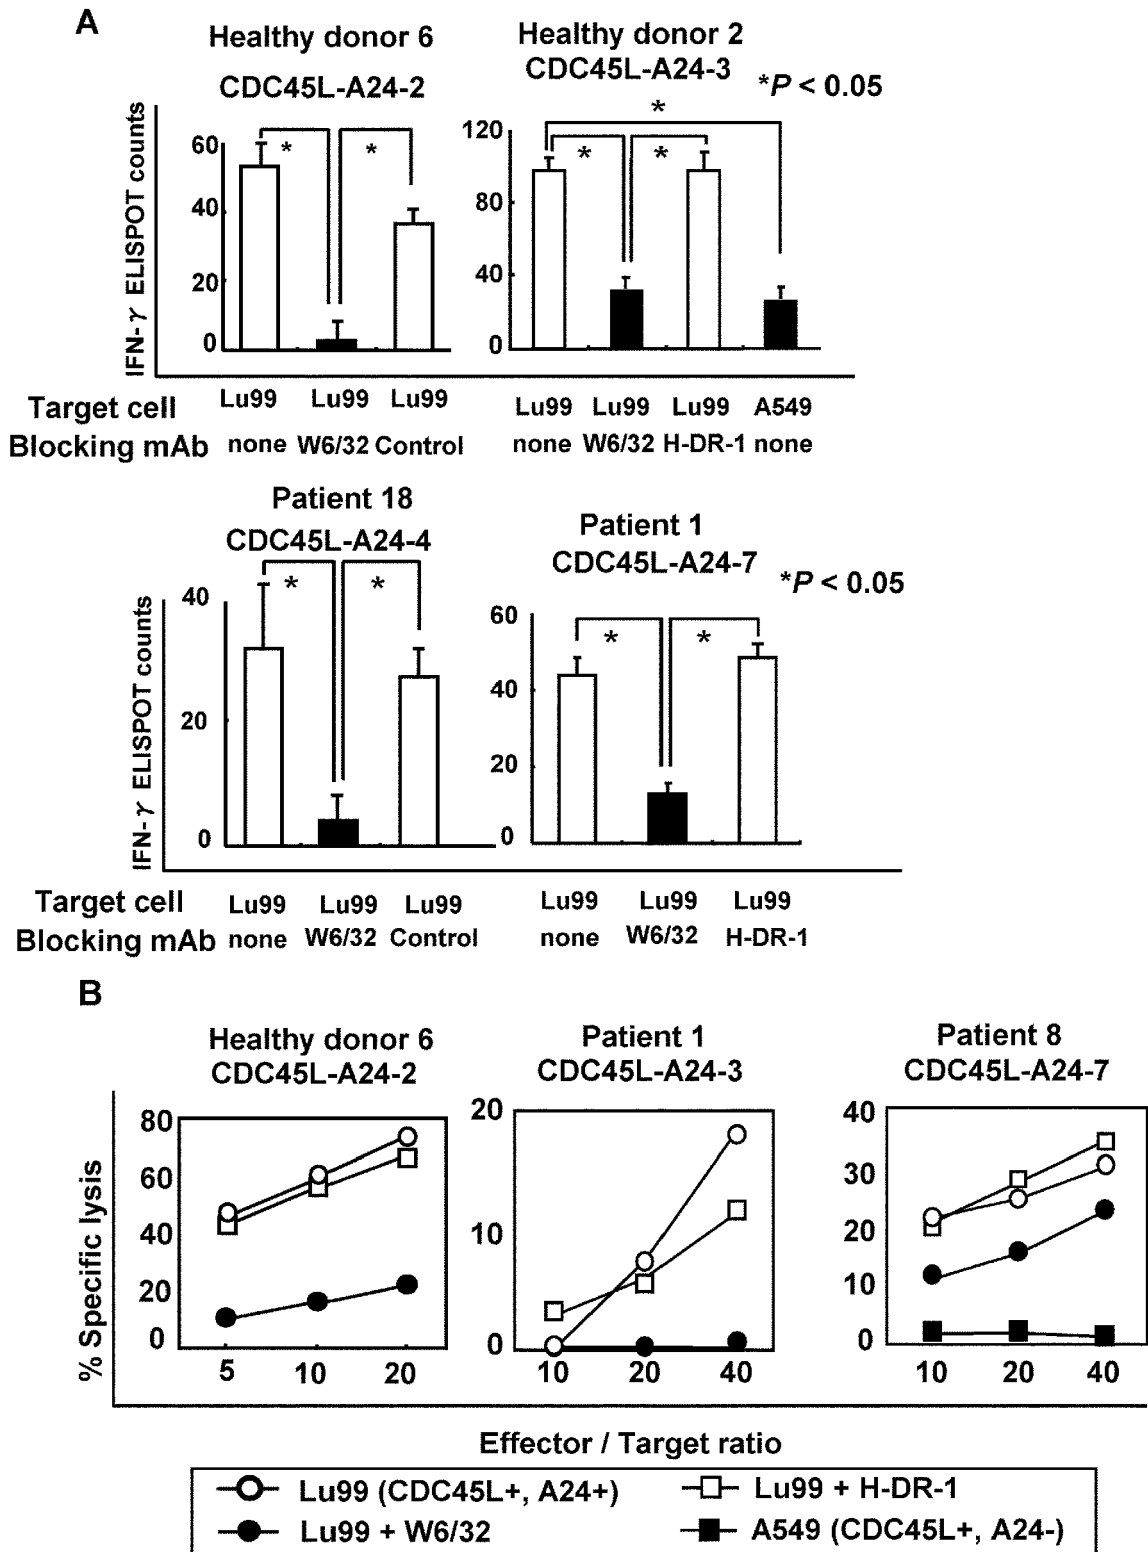 A
Healthy donor 6
CDC45L-A24-2
Healthy donor 2
CDC45L-A24-3
*P < 0.05
IFN-γ ELISPOT counts
60
40
20
0
* *
120
80
40
0
* * *
Target cell
Lu99 Lu99 Lu99
Lu99 Lu99 Lu99 A549
Blocking mAb
none W6/32 Control
none W6/32 H-DR-1 none
Patient 18
CDC45L-A24-4
Patient 1
CDC45L-A24-7
*P < 0.05
IFN-γ ELISPOT counts
40
20
0
* *
60
40
20
0
* *
Target cell
Lu99 Lu99 Lu99
Lu99 Lu99 Lu99
Blocking mAb
none W6/32 Control
none W6/32 H-DR-1
B
Healthy donor 6
CDC45L-A24-2
Patient 1
CDC45L-A24-3
Patient 8
CDC45L-A24-7
% Specific lysis
80
60
40
20
0
5 10 20
20
10
0
10 20 40
40
30
20
10
0
10 20 40
Effector / Target ratio
Lu99 (CDC45L+, A24+)
Lu99 + H-DR-1
Lu99 + W6/32
A549 (CDC45L+, A24-)